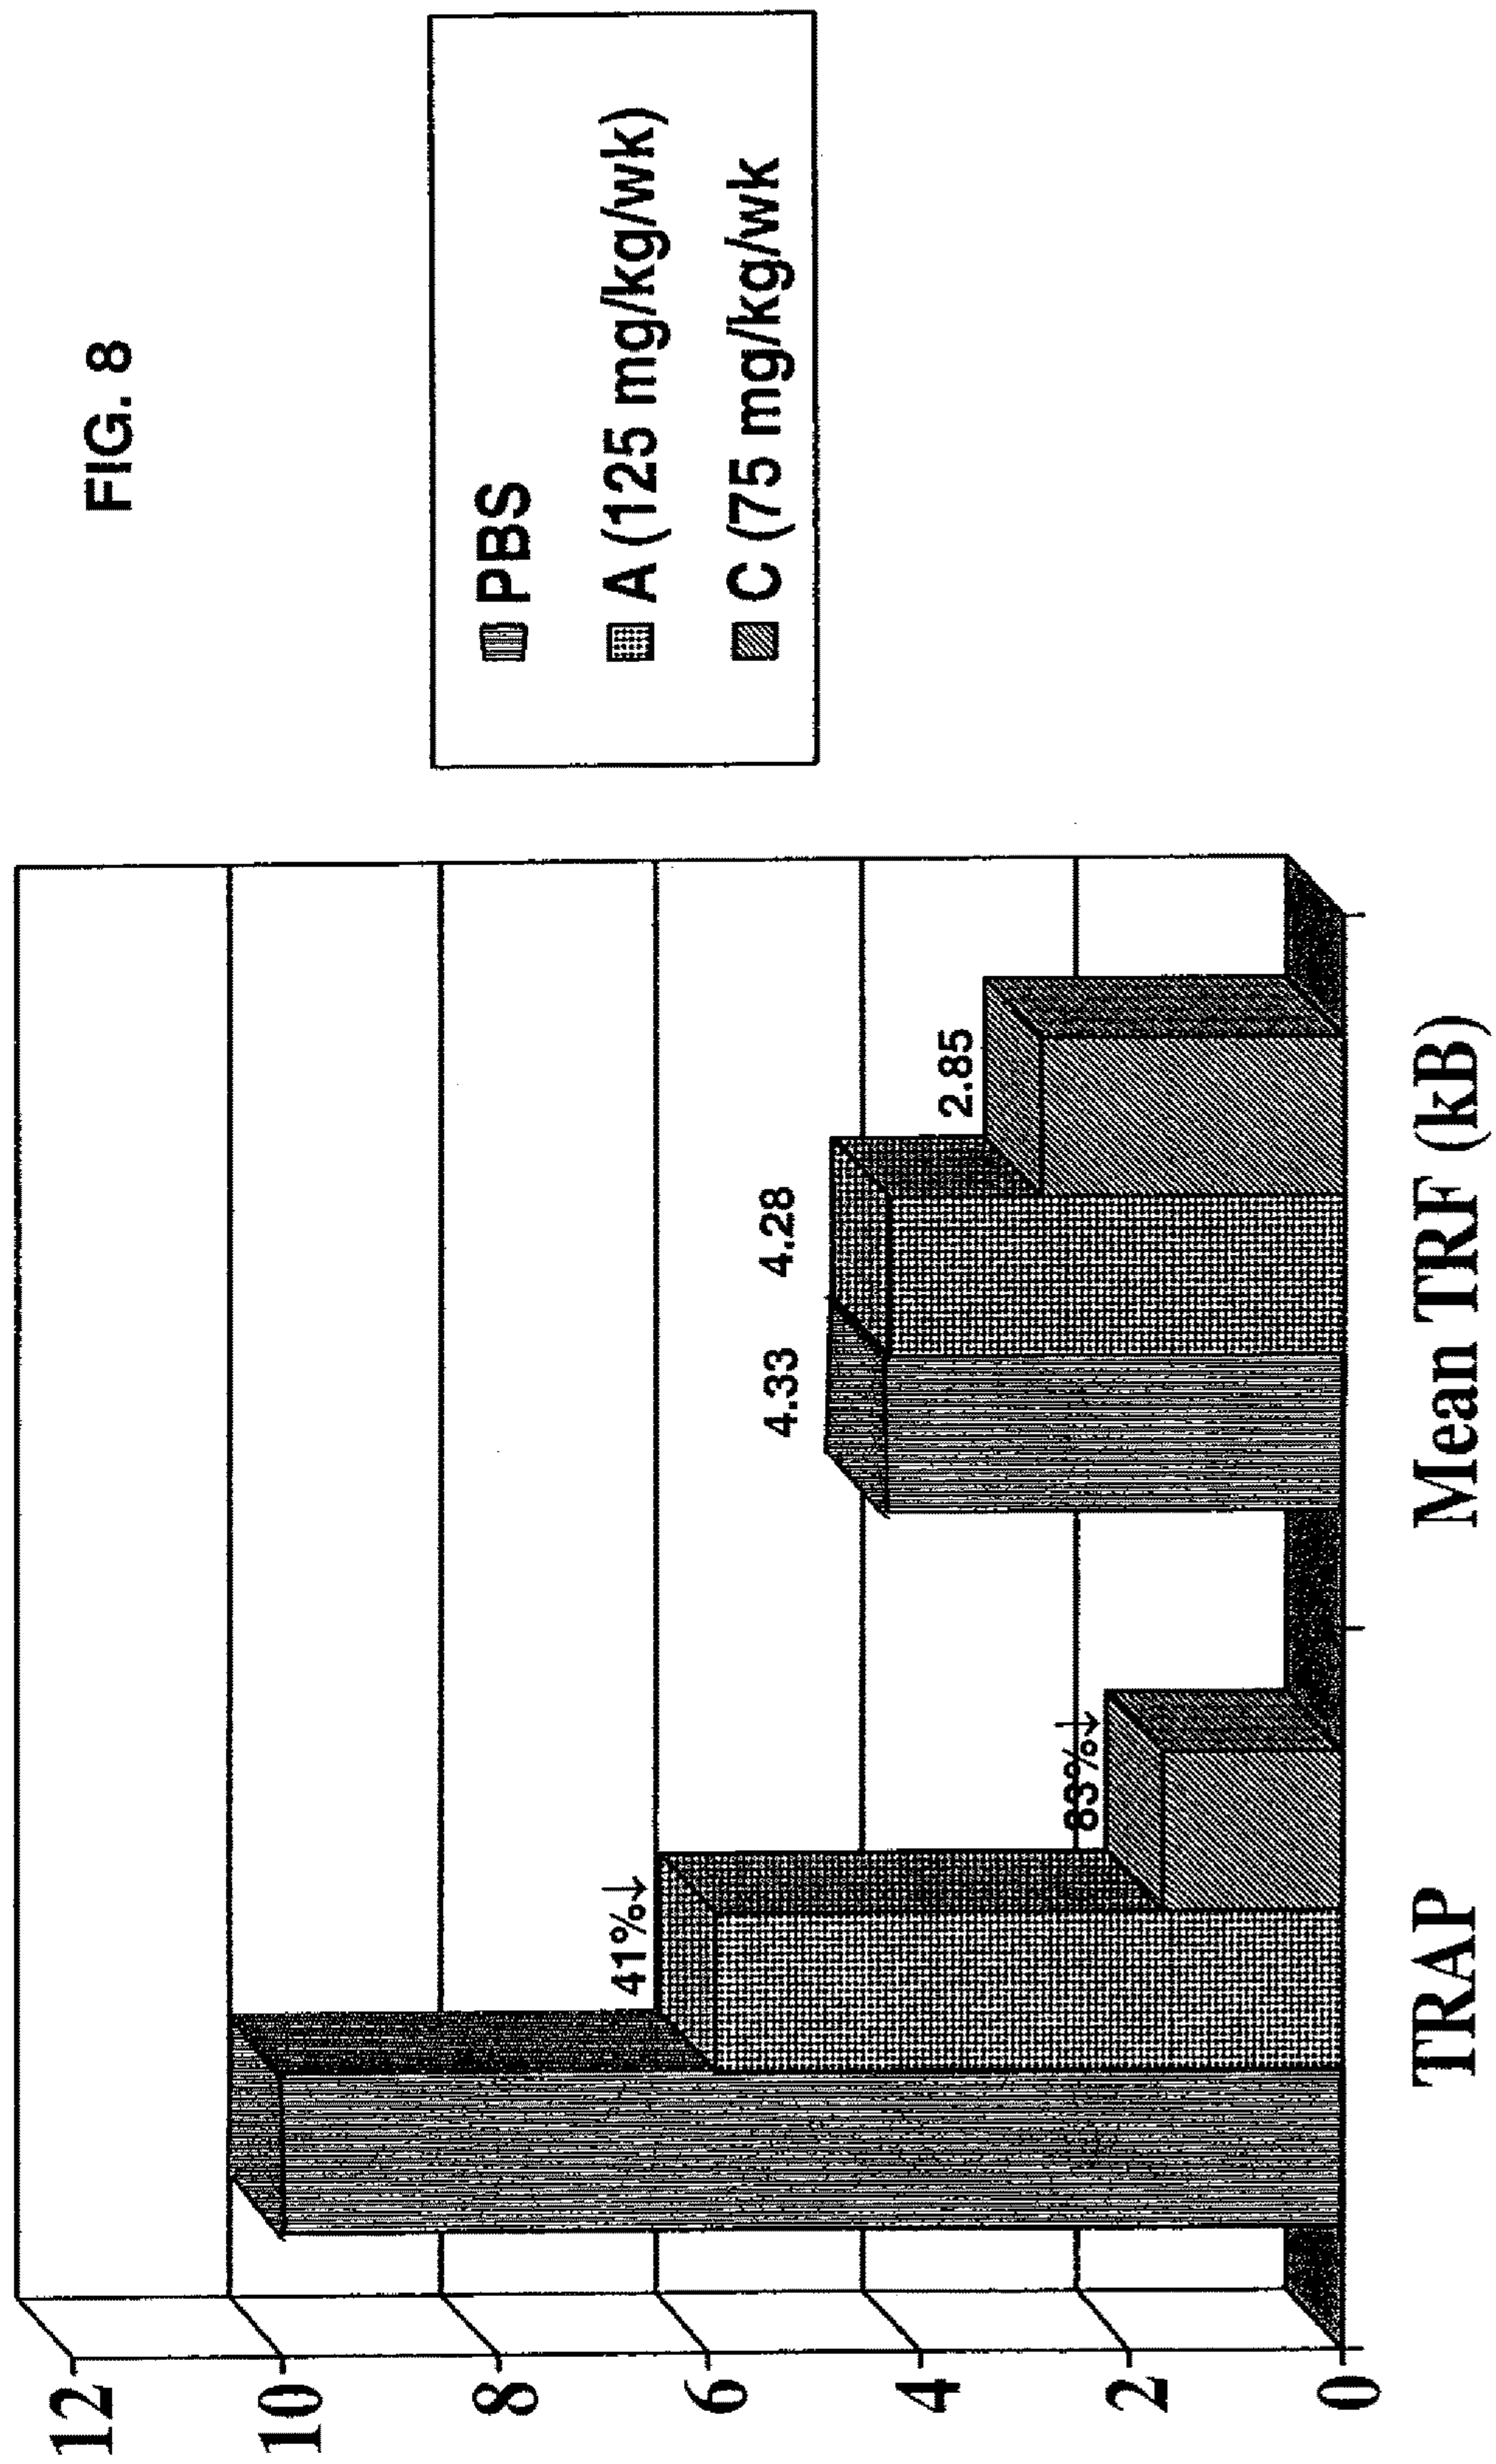 FIG. 8
12
10
8
6
4
2
0
41%↓
83%↓
4.33
4.28
2.85
TRAP
Mean TRF (kB)
PBS
A (125 mg/kg/wk)
C (75 mg/kg/wk